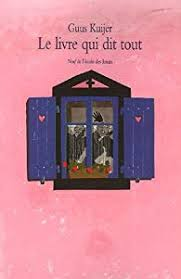 Guus Kuijer
Le livre qui dit tout
Neuf de l'école des loisirs